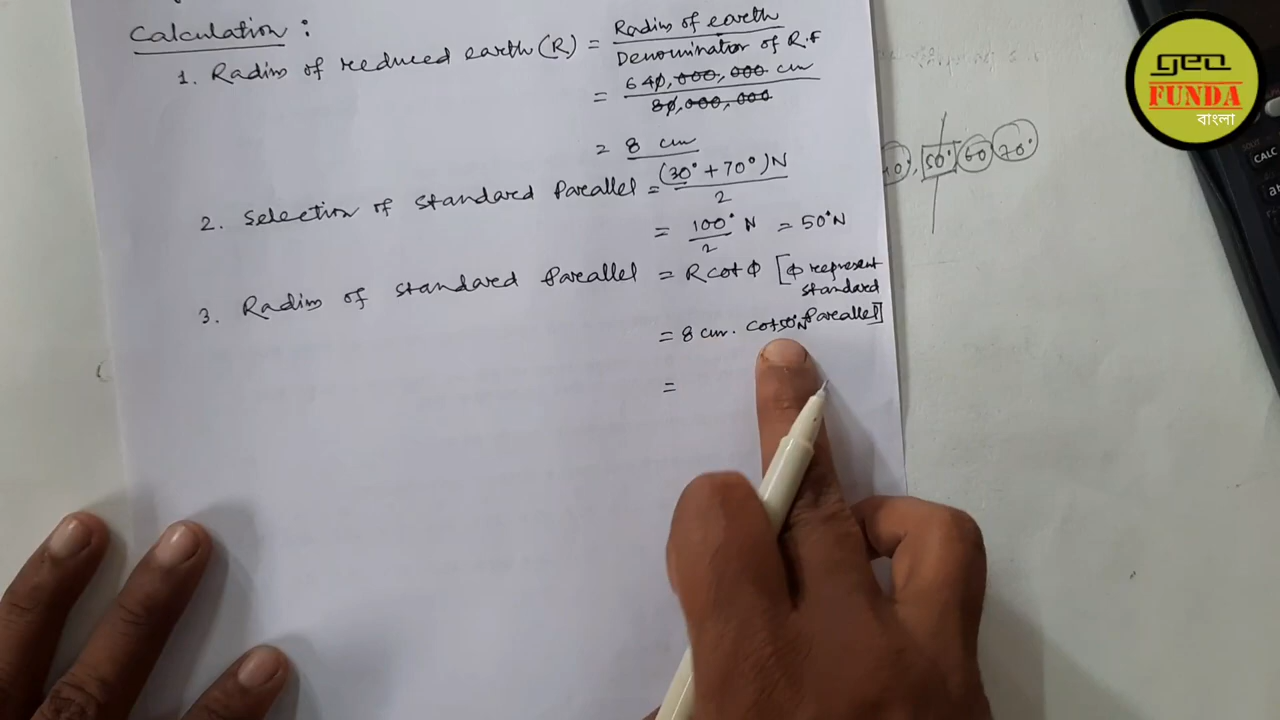 Calculation :
1. Radius of reduced earth (R) = Radius of earth
Denominator of R.F
= 640,000,000 cm
80,000,000
= 8 cm
2. Selection of standard Parallel = (30° + 70°)N
2
= 100° N = 50°N
2
3. Radius of standard Parallel = R cot Φ [Φ represent
standard
Parallel]
= 8 cm. Cot50°N
=
50° 60 70°
GEO
FUNDA
বাংলা
CALC